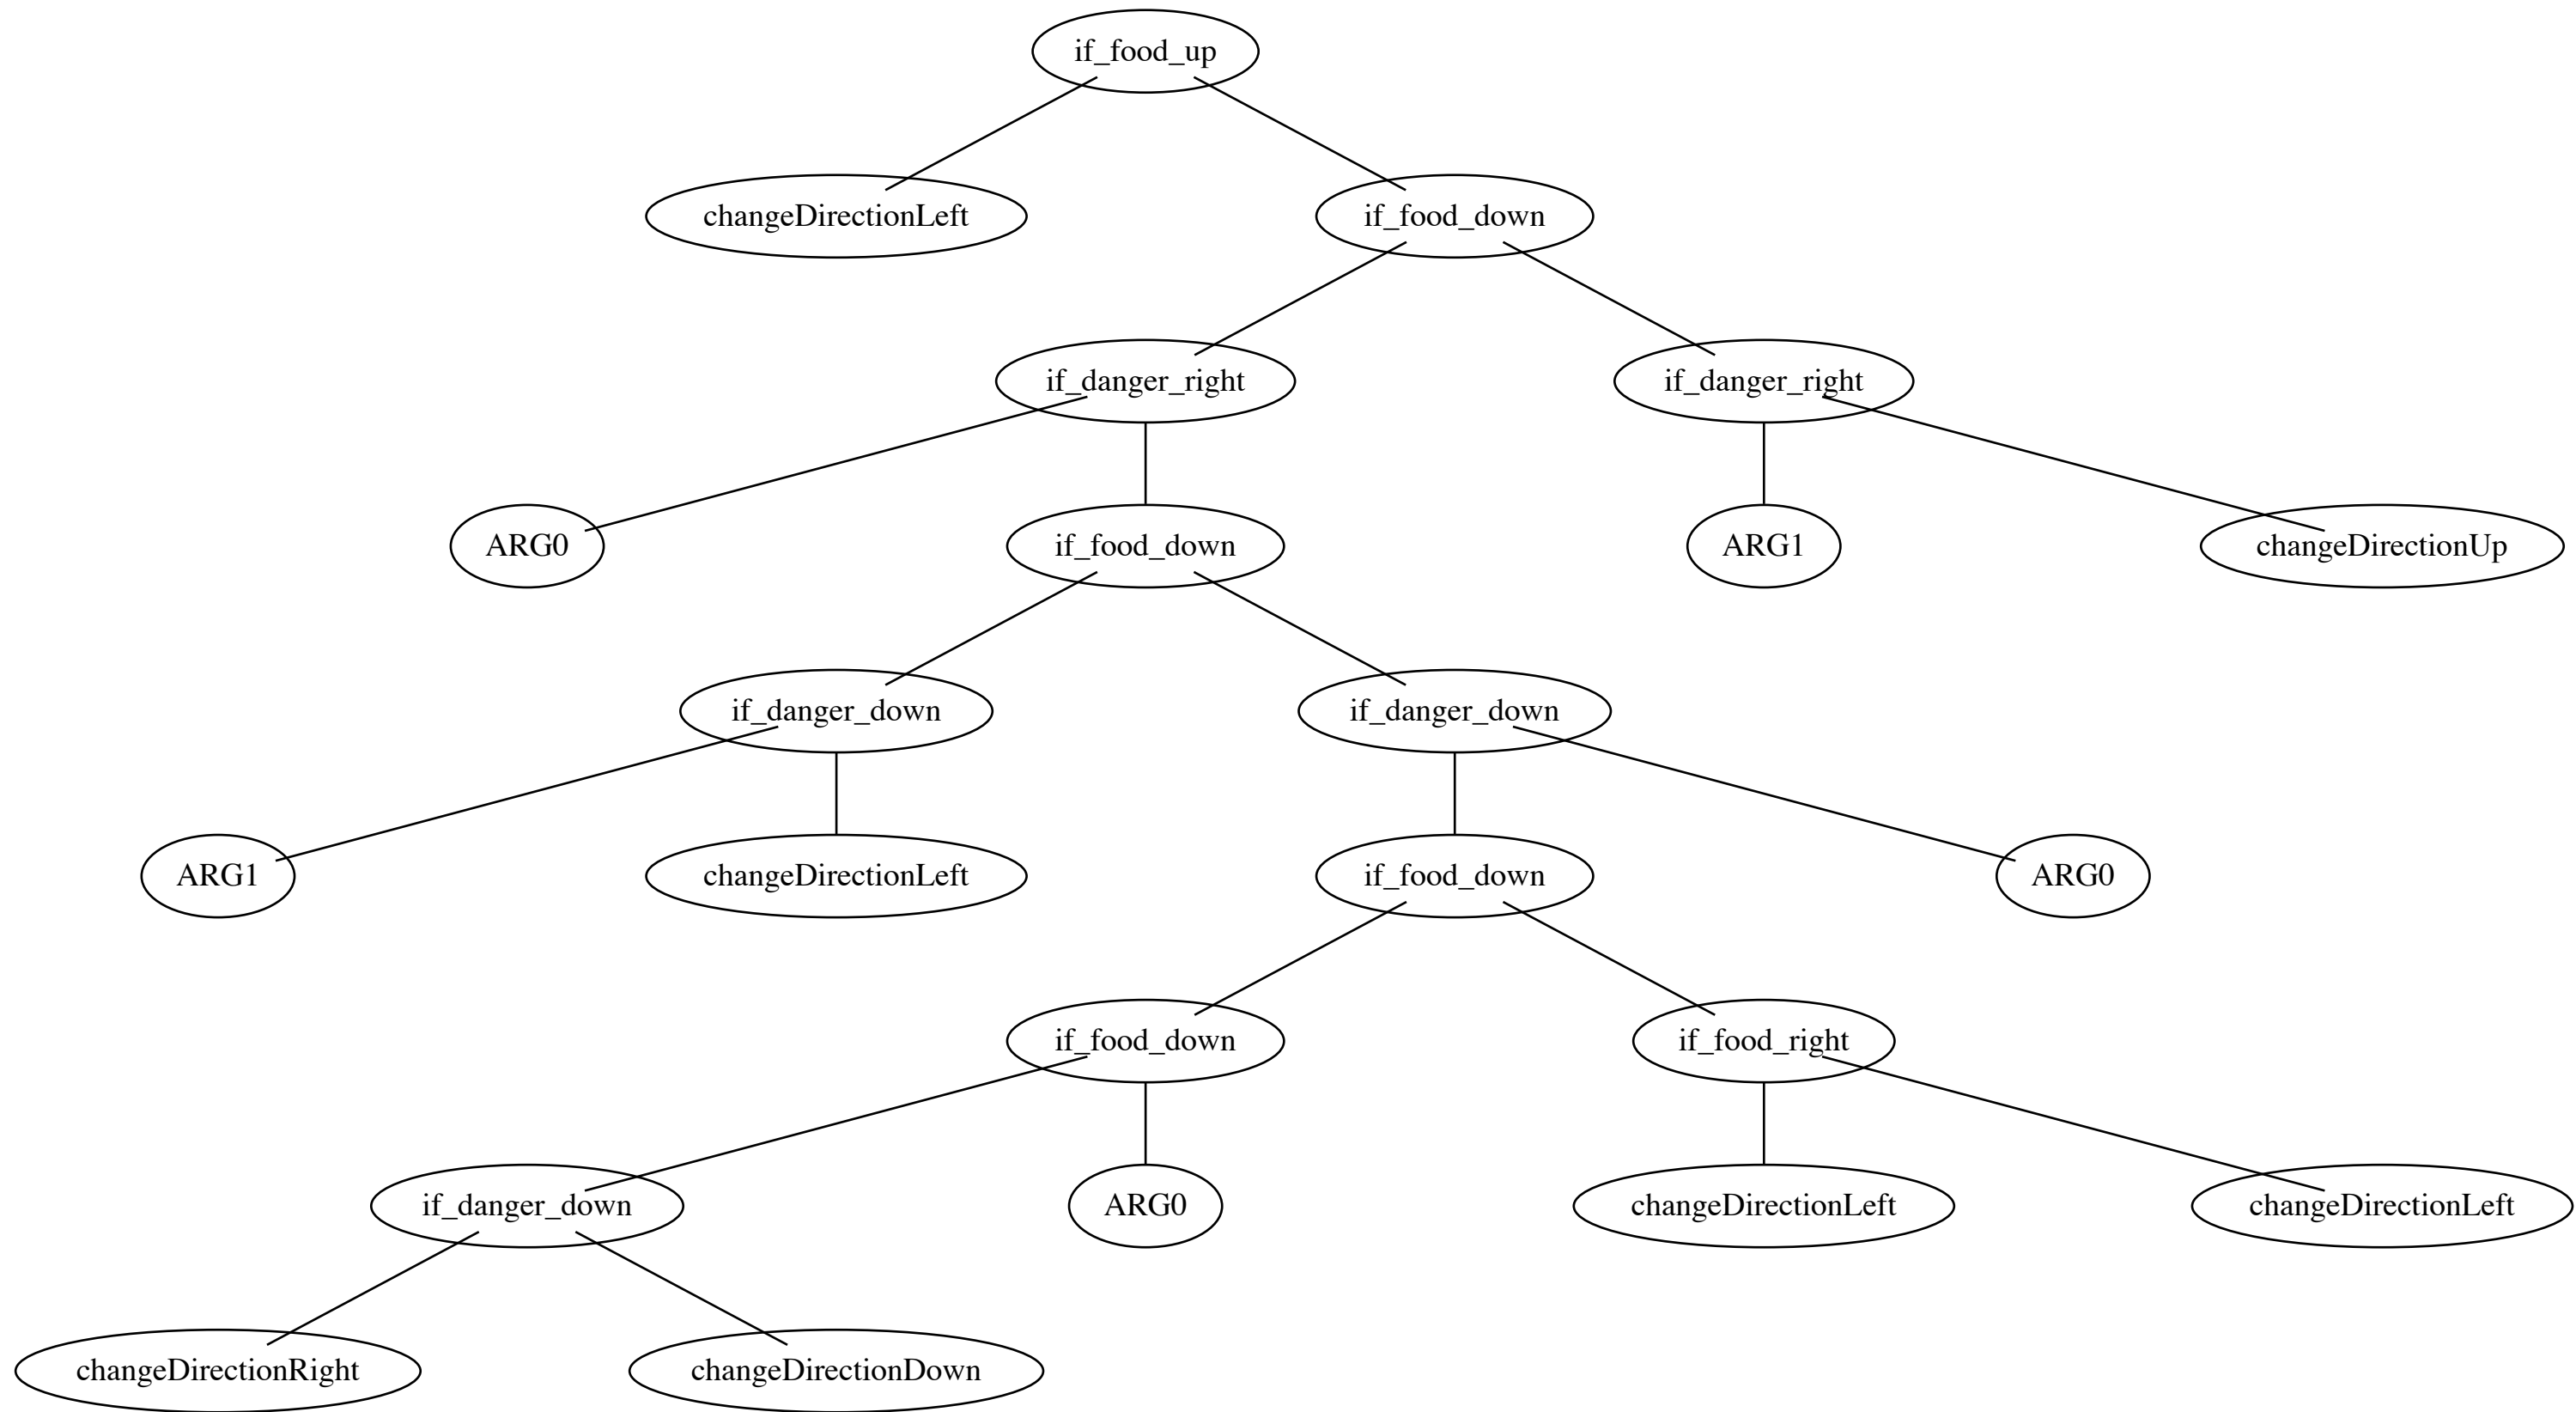 if_food_up
changeDirectionLeft
if_food_down
if_danger_right
if_danger_right
ARG0
if_food_down
ARG1
changeDirectionUp
if_danger_down
if_danger_down
ARG1
changeDirectionLeft
if_food_down
ARG0
if_food_down
if_food_right
if_danger_down
ARG0
changeDirectionLeft
changeDirectionLeft
changeDirectionRight
changeDirectionDown